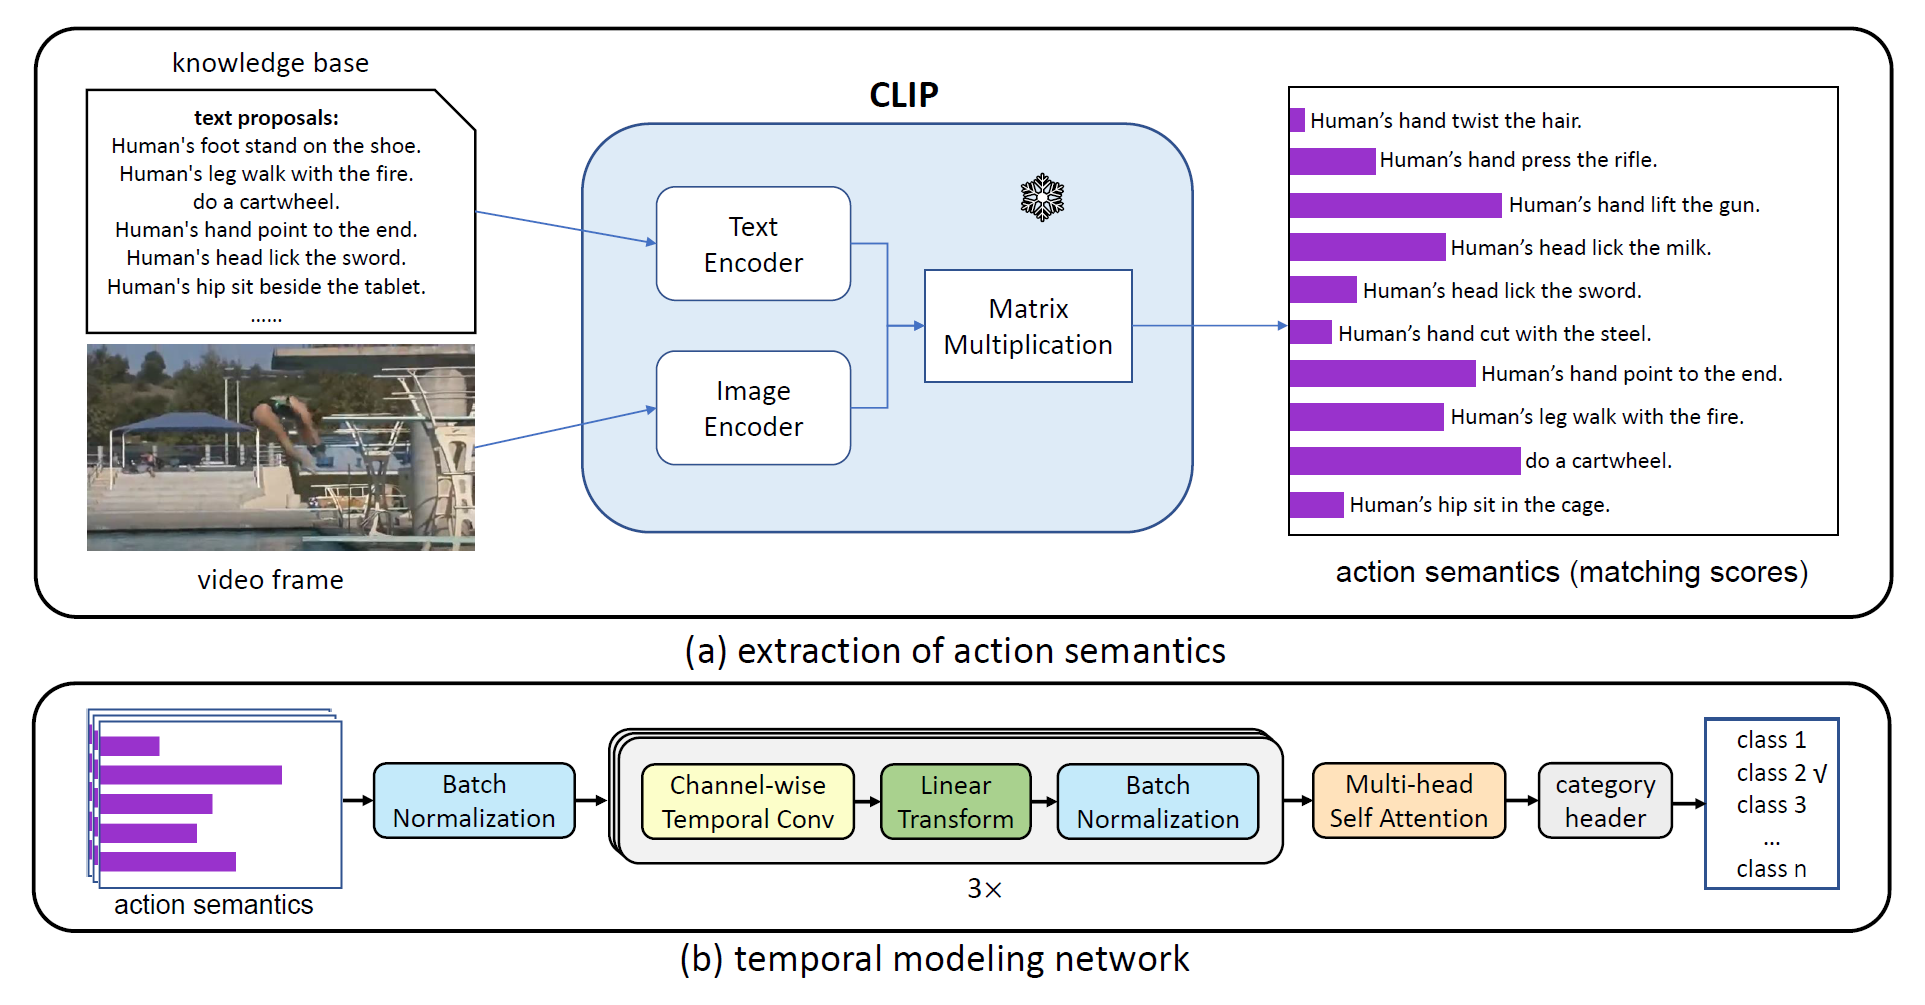 knowledge base
text proposals:
Human's foot stand on the shoe.
Human's leg walk with the fire.
do a cartwheel.
Human's hand point to the end.
Human's head lick the sword.
Human's hip sit beside the tablet.
......
video frame
CLIP
Text
Encoder
Image
Encoder
Matrix
Multiplication
Human’s hand twist the hair.
Human’s hand press the rifle.
Human’s hand lift the gun.
Human’s head lick the milk.
Human’s head lick the sword.
Human’s hand cut with the steel.
Human’s hand point to the end.
Human’s leg walk with the fire.
do a cartwheel.
Human’s hip sit in the cage.
action semantics (matching scores)
(a) extraction of action semantics
action semantics
Batch
Normalization
Channel-wise
Temporal Conv
Linear
Transform
Batch
Normalization
3×
Multi-head
Self Attention
category
header
class 1
class 2 √
class 3
...
class n
(b) temporal modeling network